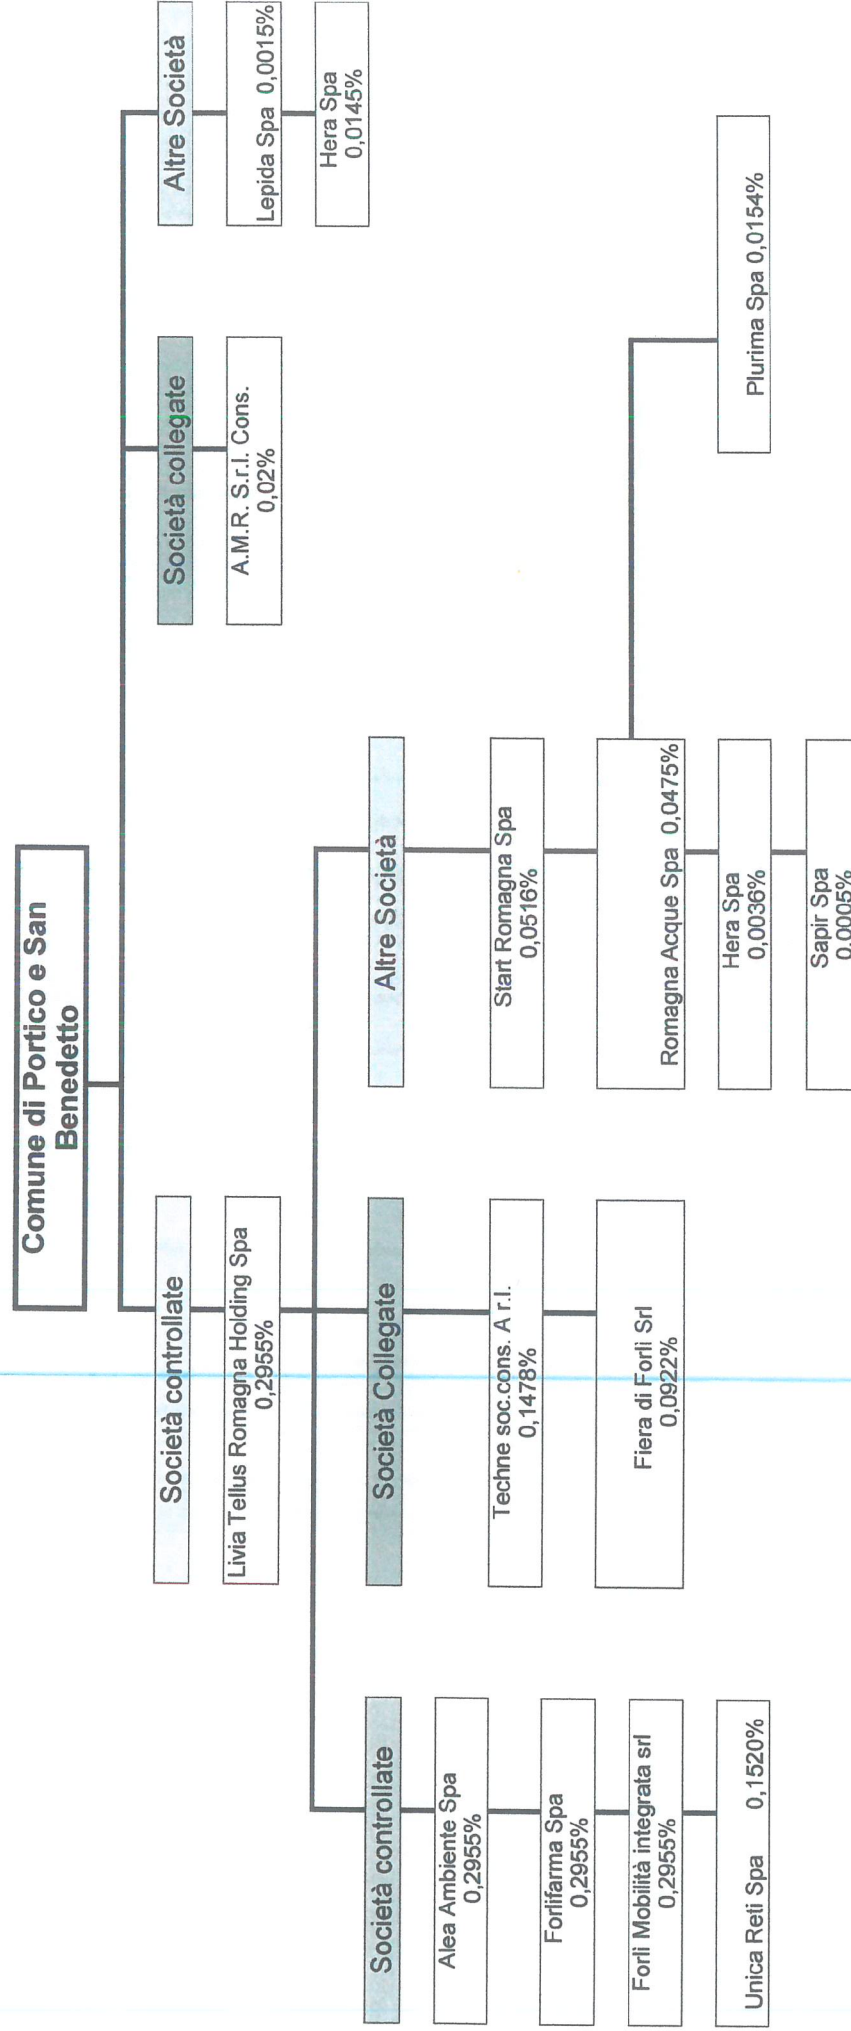 Comune di Portico e San
Benedetto
Società controllate
Livia Tellus Romagna Holding Spa
0,2955%
Società collegate
A.M.R. S.r.l. Cons.
0,02%
Altre Società
Lepida Spa 0,0015%
Hera Spa
0,0145%
Società controllate
Alea Ambiente Spa
0,2955%
Forlifarma Spa
0,2955%
Forlì Mobilità integrata srl
0,2955%
Unica Reti Spa 0,1520%
Società Collegate
Techne soc.cons. A r.l.
0,1478%
Fiera di Forlì Srl
0,0922%
Altre Società
Start Romagna Spa
0,0516%
Romagna Acque Spa 0,0475%
Hera Spa
0,0036%
Sapir Spa
0,0005%
Plurima Spa 0,0154%